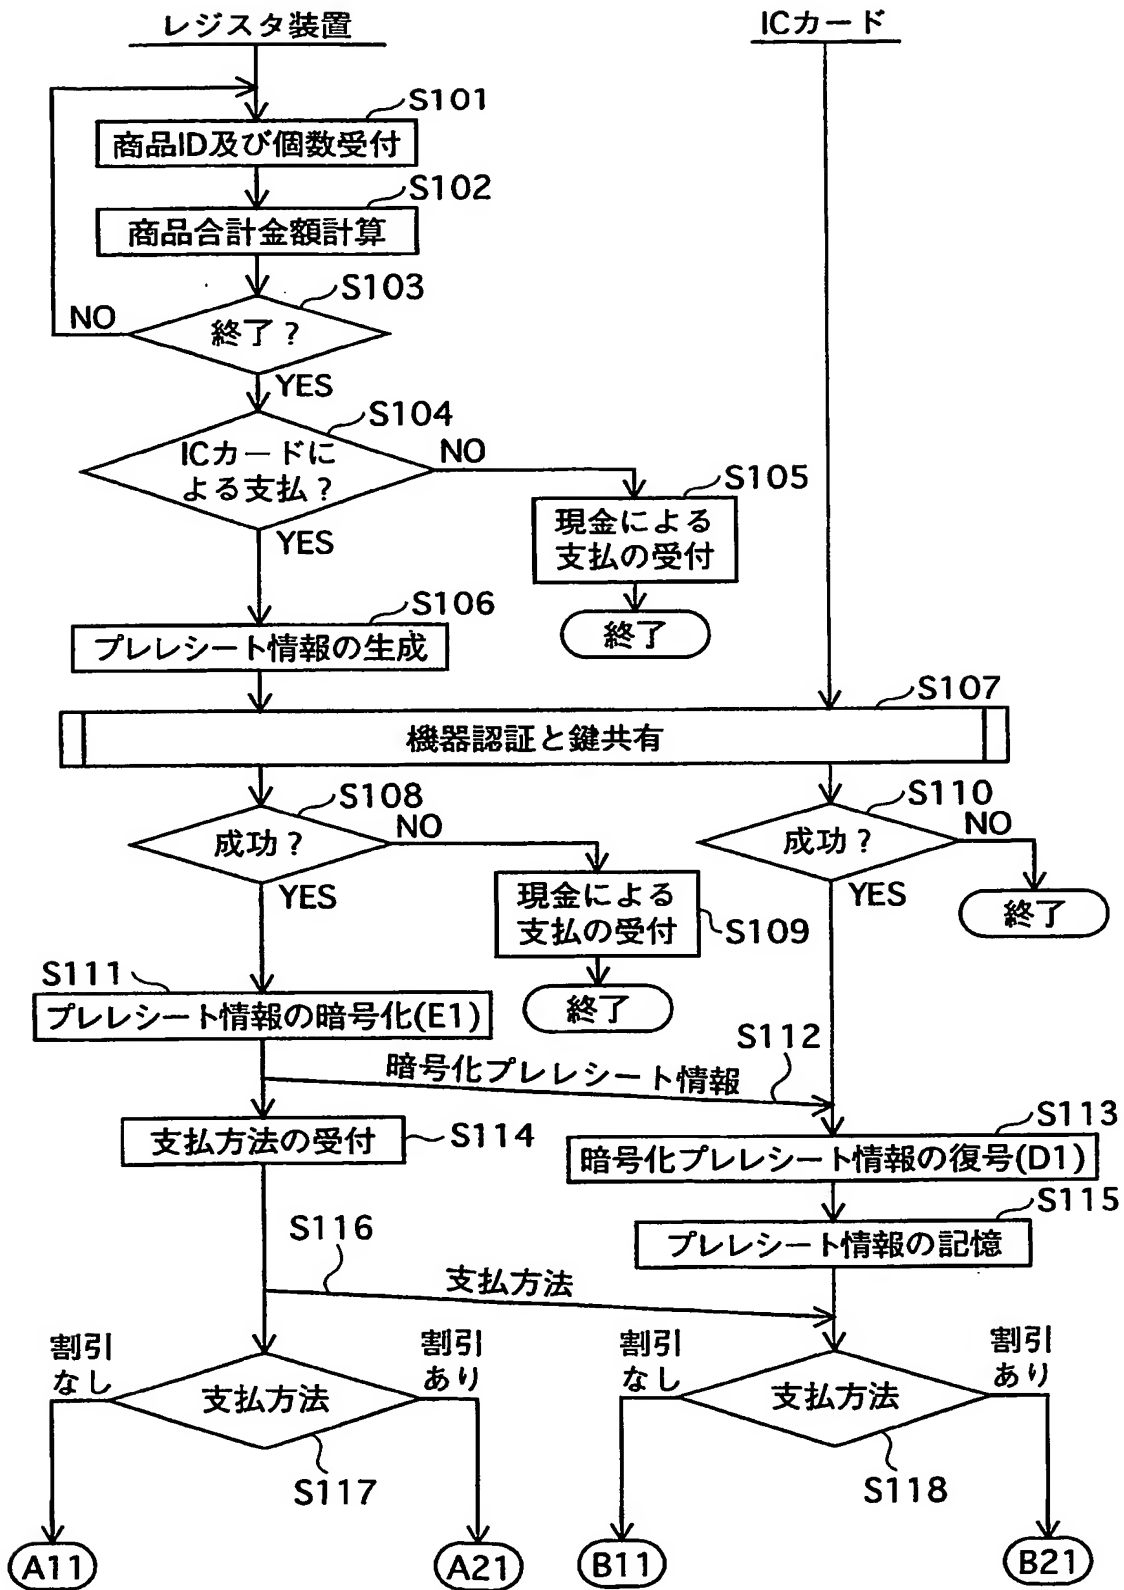 レジスタ装置
ICカード
S101
商品ID及び個数受付
S102
商品合計金額計算
S103
NO
終了？
YES
S104
ICカードに
よる支払？
NO
S105
現金による
支払の受付
YES
終了
S106
プレレシート情報の生成
S107
機器認証と鍵共有
S108
成功？
NO
YES
現金による
支払の受付
S109
終了
S110
成功？
NO
YES
終了
S111
プレレシート情報の暗号化(E1)
S112
暗号化プレレシート情報
支払方法の受付
S114
S113
暗号化プレレシート情報の復号(D1)
S115
プレレシート情報の記憶
S116
支払方法
割引
なし
支払方法
割引
あり
S117
割引
なし
支払方法
割引
あり
S118
A11
A21
B11
B21